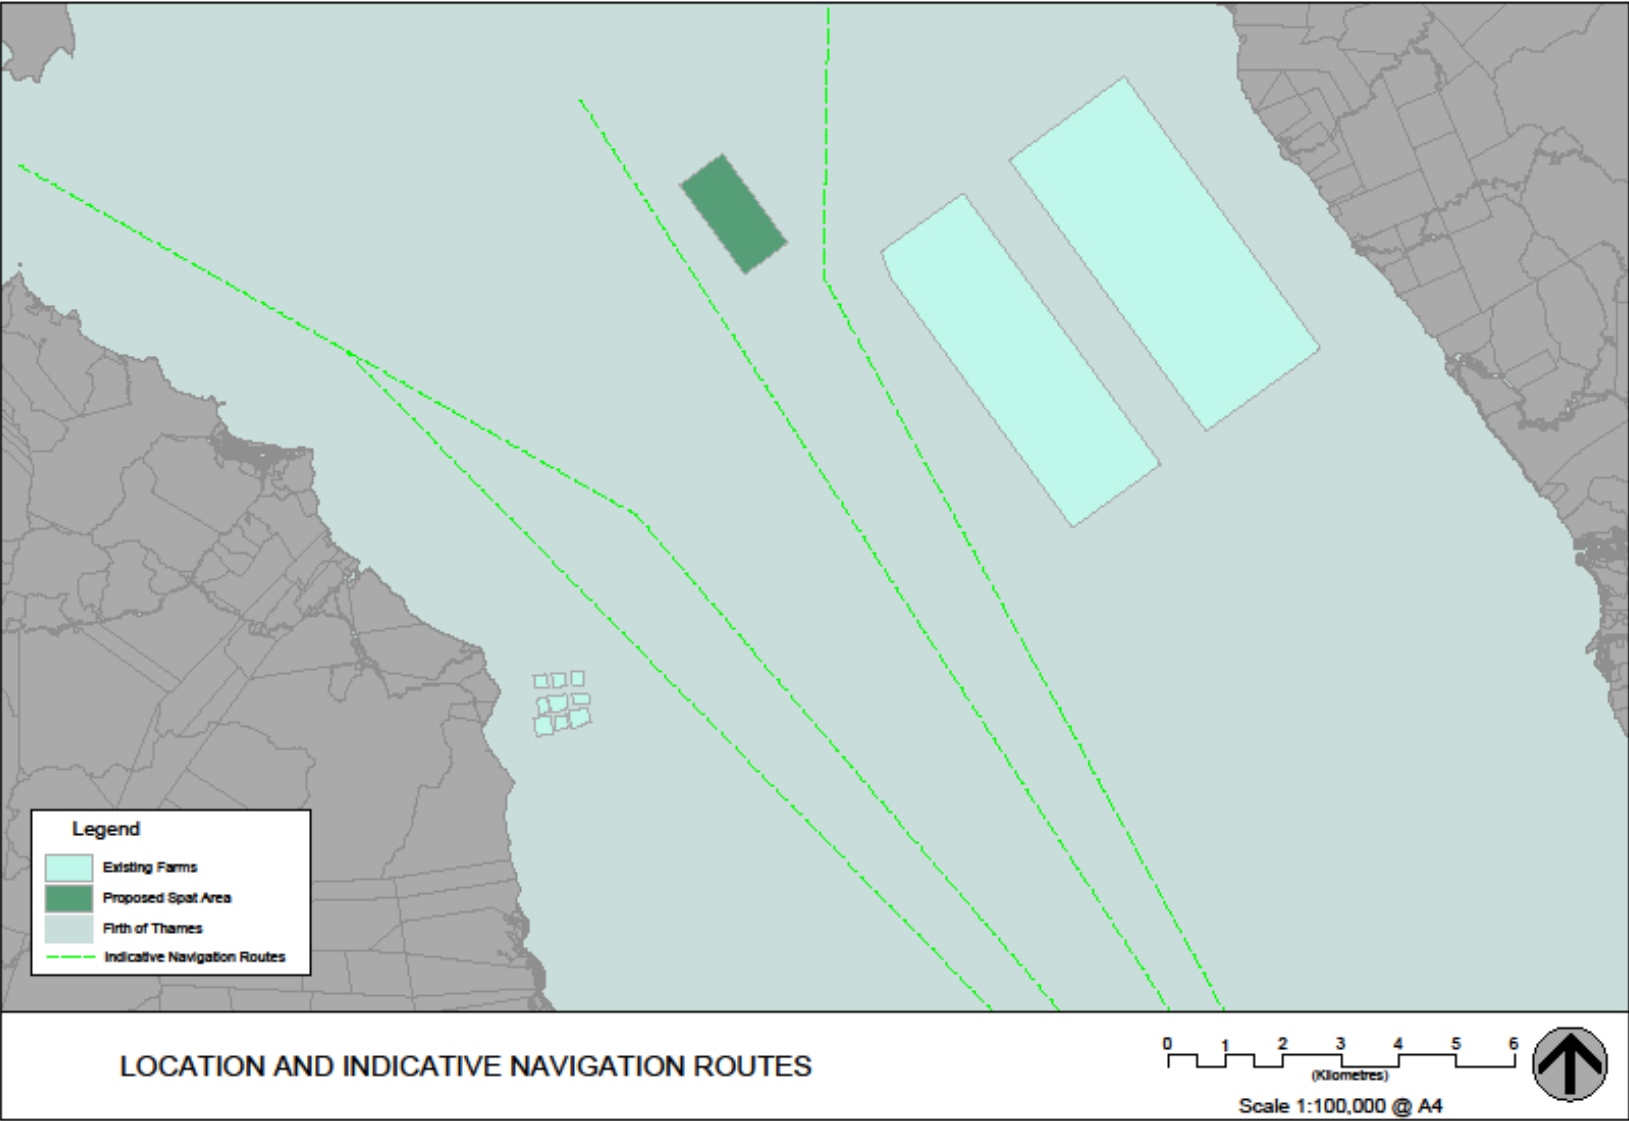 Legend
Existing Farms
Proposed Spat Area
Firth of Thames
Indicative Navigation Routes
LOCATION AND INDICATIVE NAVIGATION ROUTES
0 1 2 3 4 5 6
(Kilometres)
Scale 1:100,000 @ A4